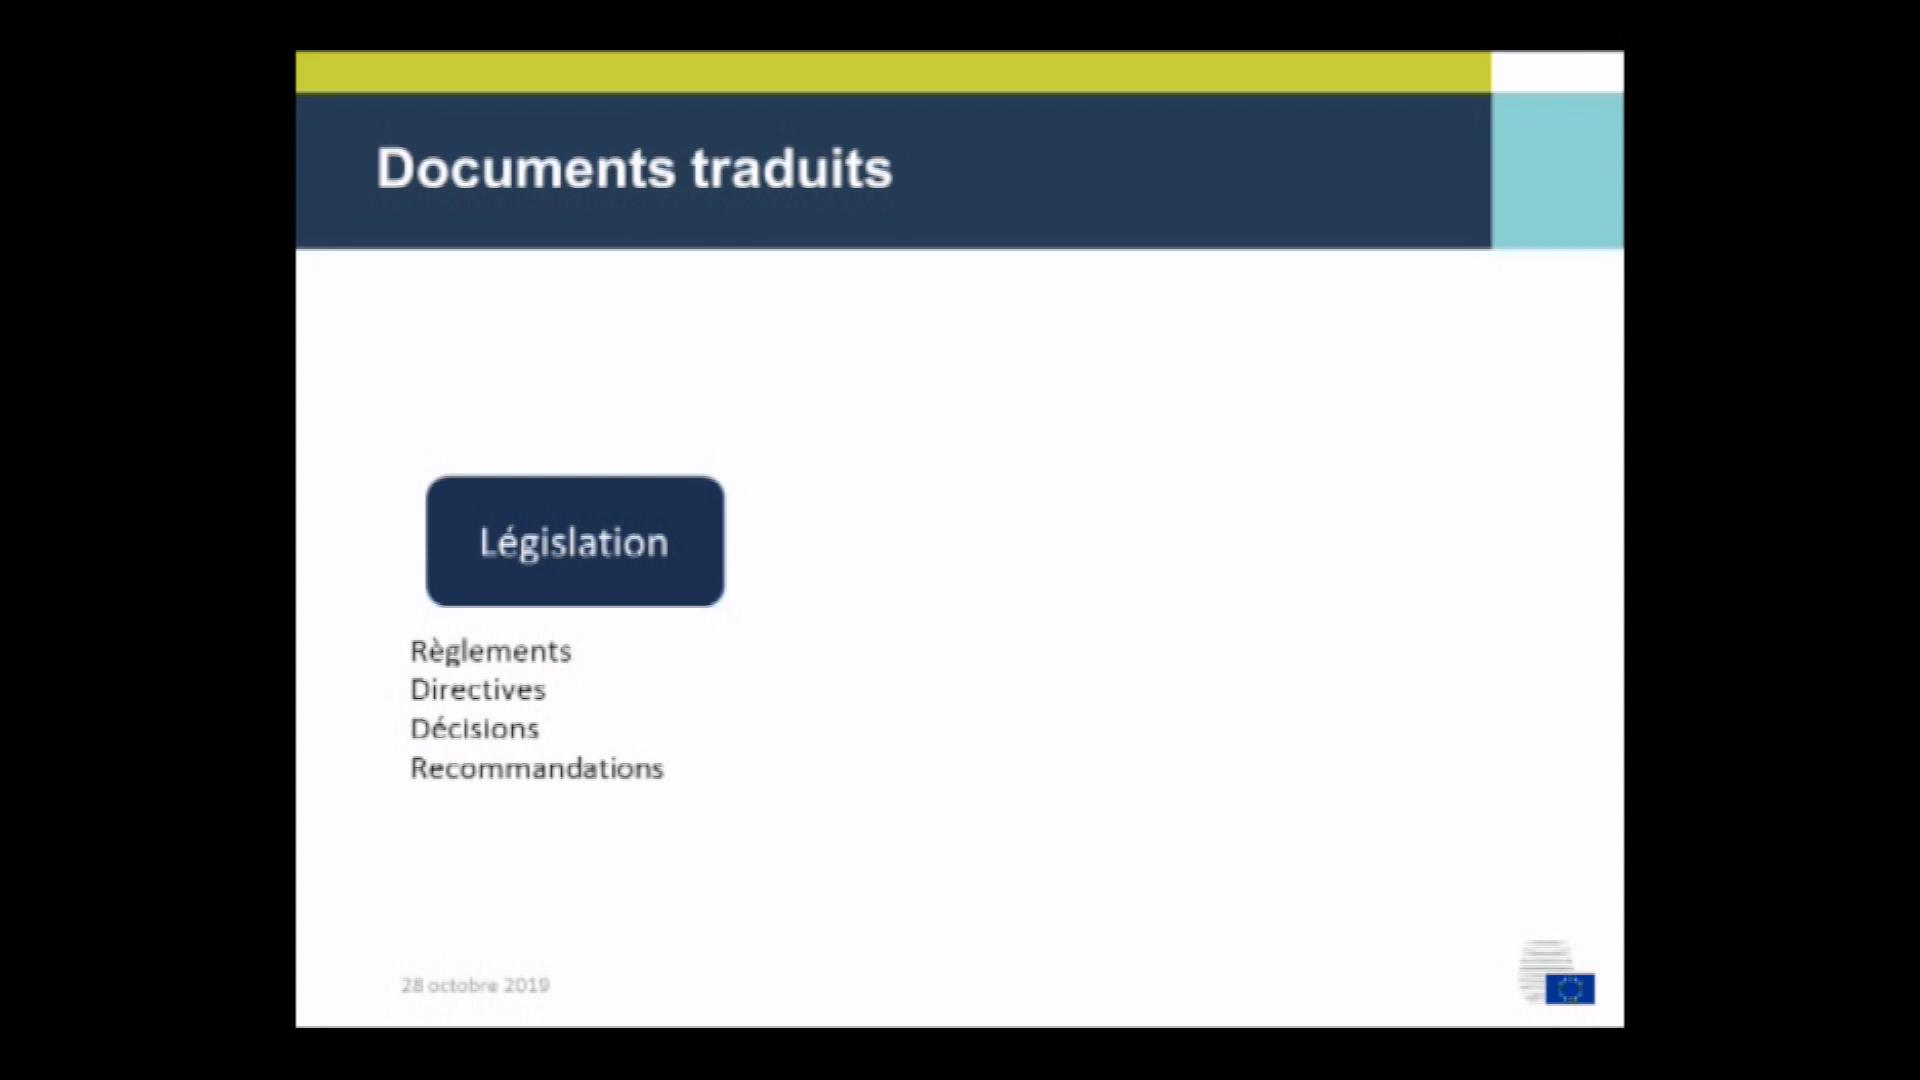 Documents traduits
Législation
Règlements
Directives
Décisions
Recommandations
28 octobre 2019